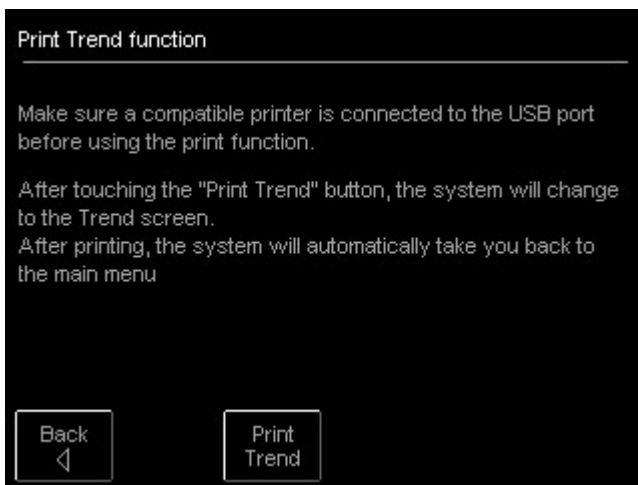 Print Trend function
Make sure a compatible printer is connected to the USB port
before using the print function.
After touching the "Print Trend" button, the system will change
to the Trend screen.
After printing, the system will automatically take you back to
the main menu
Back
Print
Trend